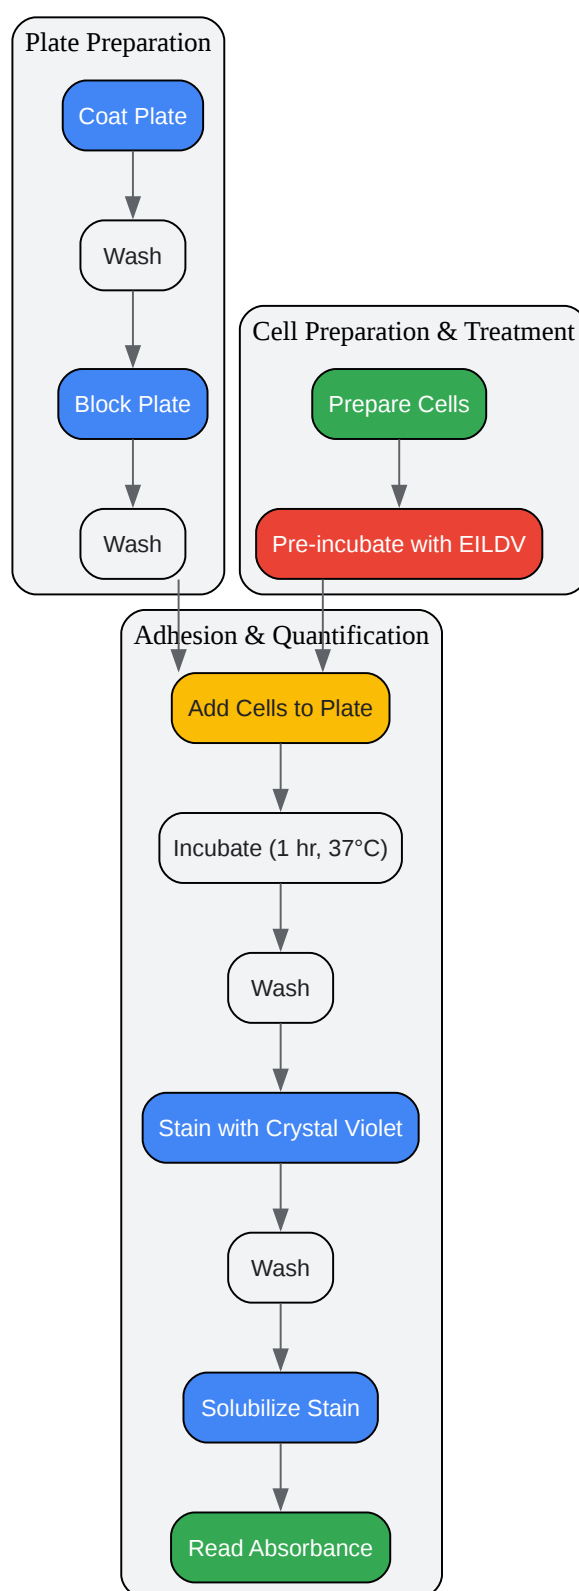 Plate Preparation
Coat Plate
Wash
Block Plate
Wash
Cell Preparation & Treatment
Prepare Cells
Pre-incubate with EILDV
Adhesion & Quantification
Add Cells to Plate
Incubate (1 hr, 37°C)
Wash
Stain with Crystal Violet
Wash
Solubilize Stain
Read Absorbance